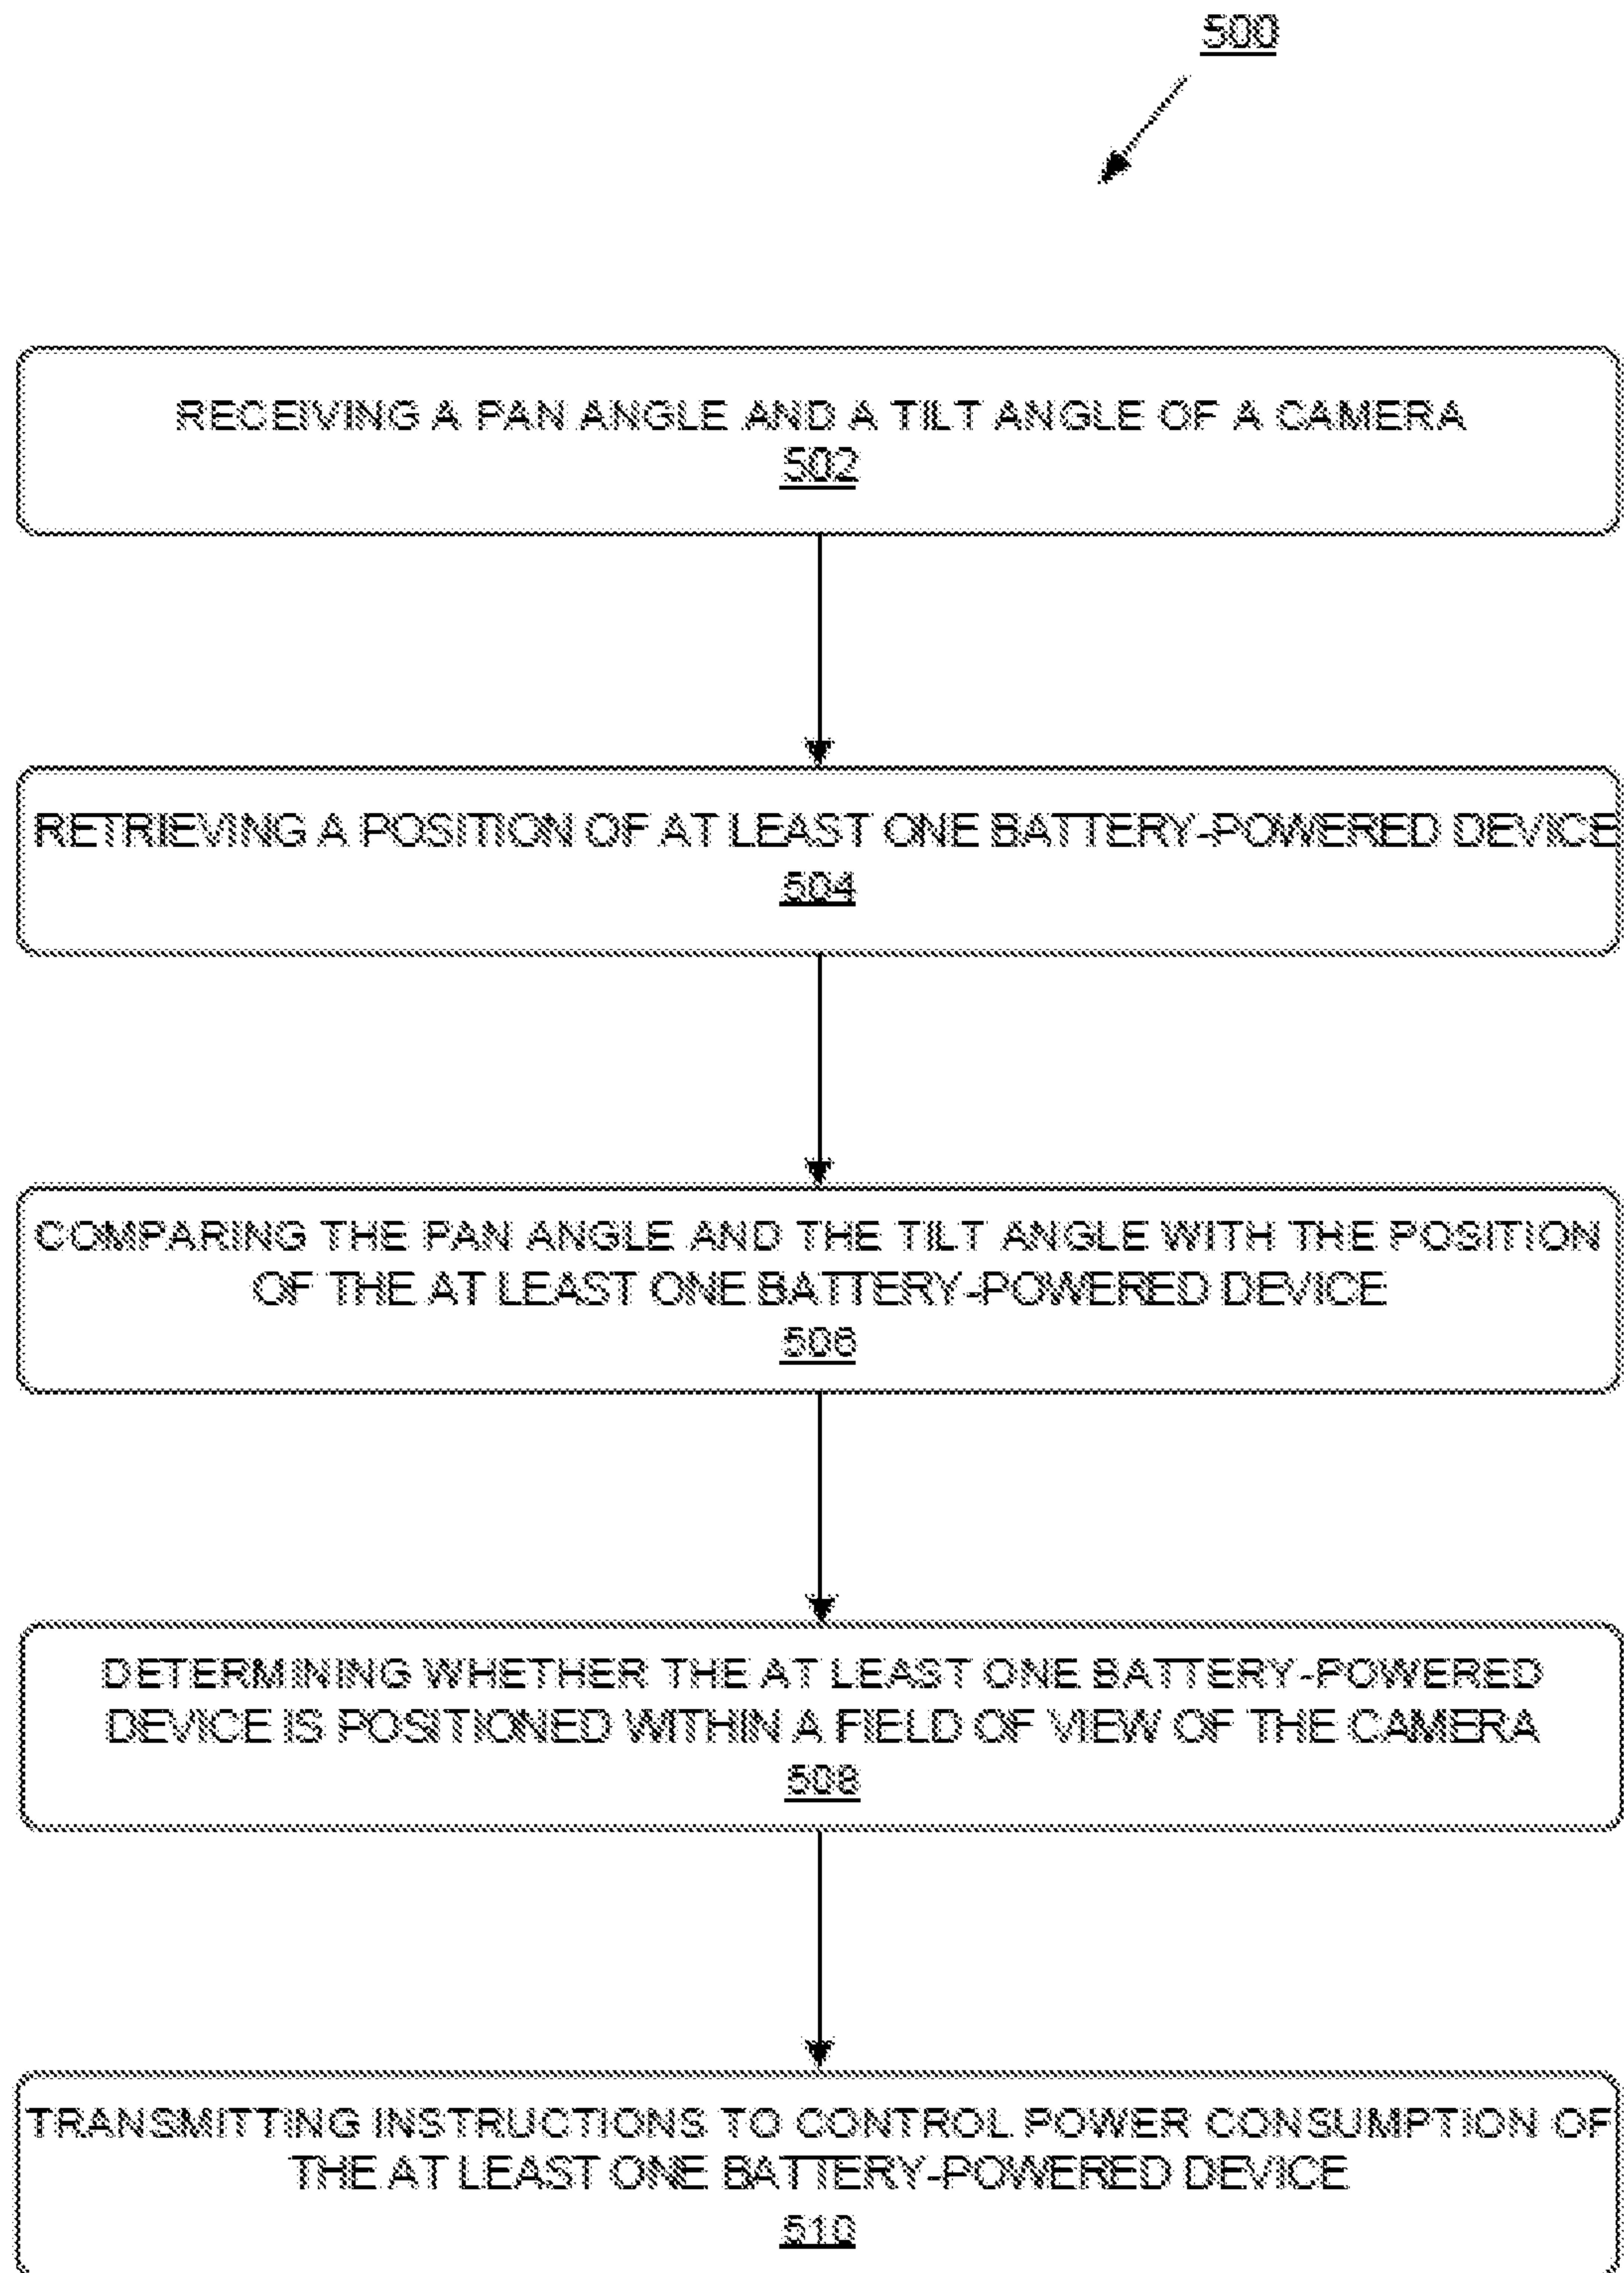 500
RECEIVING A PAN ANGLE AND A TILT ANGLE OF A CAMERA
502
RETRIEVING A POSITION OF AT LEAST ONE BATTERY-POWERED DEVICE
504
COMPARING THE PAN ANGLE AND THE TILT ANGLE WITH THE POSITION
OF THE AT LEAST ONE BATTERY-POWERED DEVICE
506
DETERMINING WHETHER THE AT LEAST ONE BATTERY-POWERED
DEVICE IS POSITIONED WITHIN A FIELD OF VIEW OF THE CAMERA
508
TRANSMITTING INSTRUCTIONS TO CONTROL POWER CONSUMPTION OF
THE AT LEAST ONE BATTERY-POWERED DEVICE
510